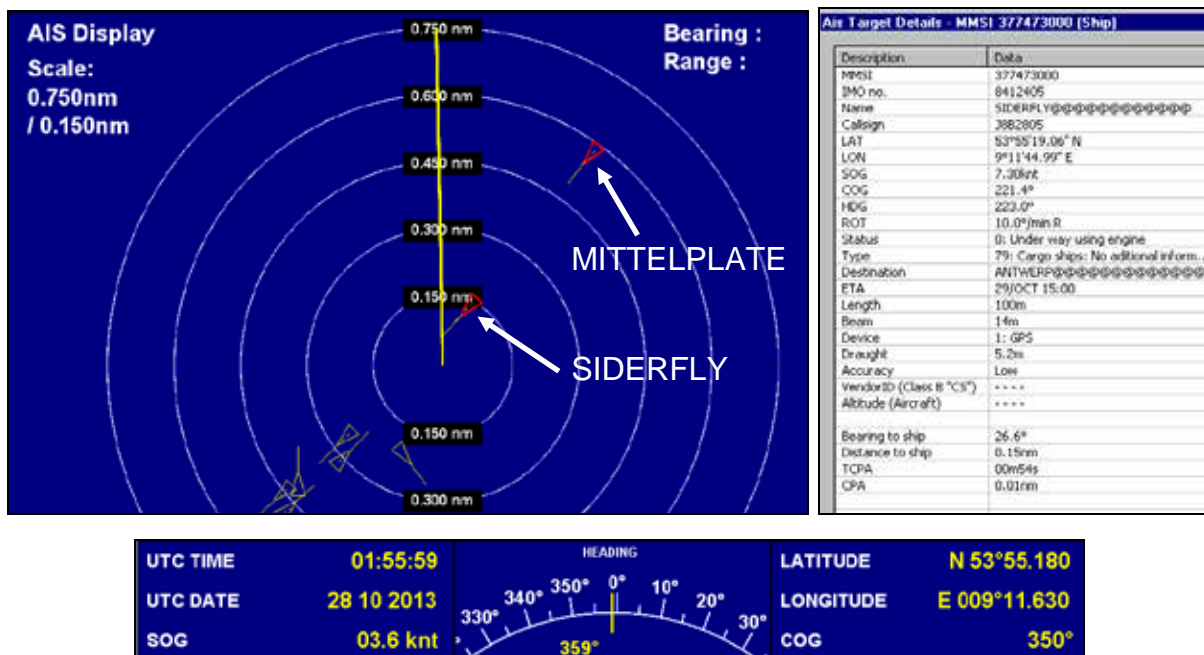 AIS Display
Scale:
0.750nm
/ 0.150nm
Bearing :
Range :
0.750 nm
0.600 nm
0.450 nm
0.300 nm
0.150 nm
0.150 nm
0.300 nm
MITTELPLATE
SIDERFLY
Ais Target Details - MMSI 377473000 (Ship)
Description Data
MMSI 377473000
IMO no. 8412405
Name SIDERFLY@@@@@@@@@@@@
Callsign J8B2805
LAT 53°55'19.06" N
LON 9°11'44.99" E
SOG 7.30knt
COG 221.4°
HDG 223.0°
ROT 10.0°/min R
Status 0: Under way using engine
Type 79: Cargo ships: No aditional inform...
Destination ANTWERP@@@@@@@@@@@@@
ETA 29/OCT 15:00
Length 100m
Beam 14m
Device 1: GPS
Draught 5.2m
Accuracy Low
VendorID (Class B "CS") - - - -
Altitude (Aircraft) - - - -
Bearing to ship 26.6°
Distance to ship 0.15nm
TCPA 00m54s
CPA 0.01nm
UTC TIME 01:55:59
UTC DATE 28 10 2013
SOG 03.6 knt
HEADING
330° 340° 350° 0° 10° 20° 30°
359°
LATITUDE N 53°55.180
LONGITUDE E 009°11.630
COG 350°